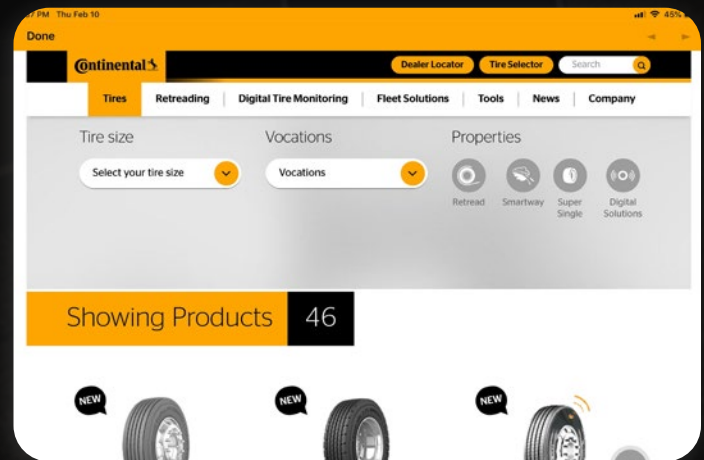 PM Thu Feb 10
45%
Done
Continental
Dealer Locator
Tire Selector
Search
Tires
Retreading
Digital Tire Monitoring
Fleet Solutions
Tools
News
Company
Tire size
Vocations
Properties
Select your tire size
Vocations
Retread
Smartway
Super
Single
Digital
Solutions
Showing Products
46
NEW
NEW
NEW